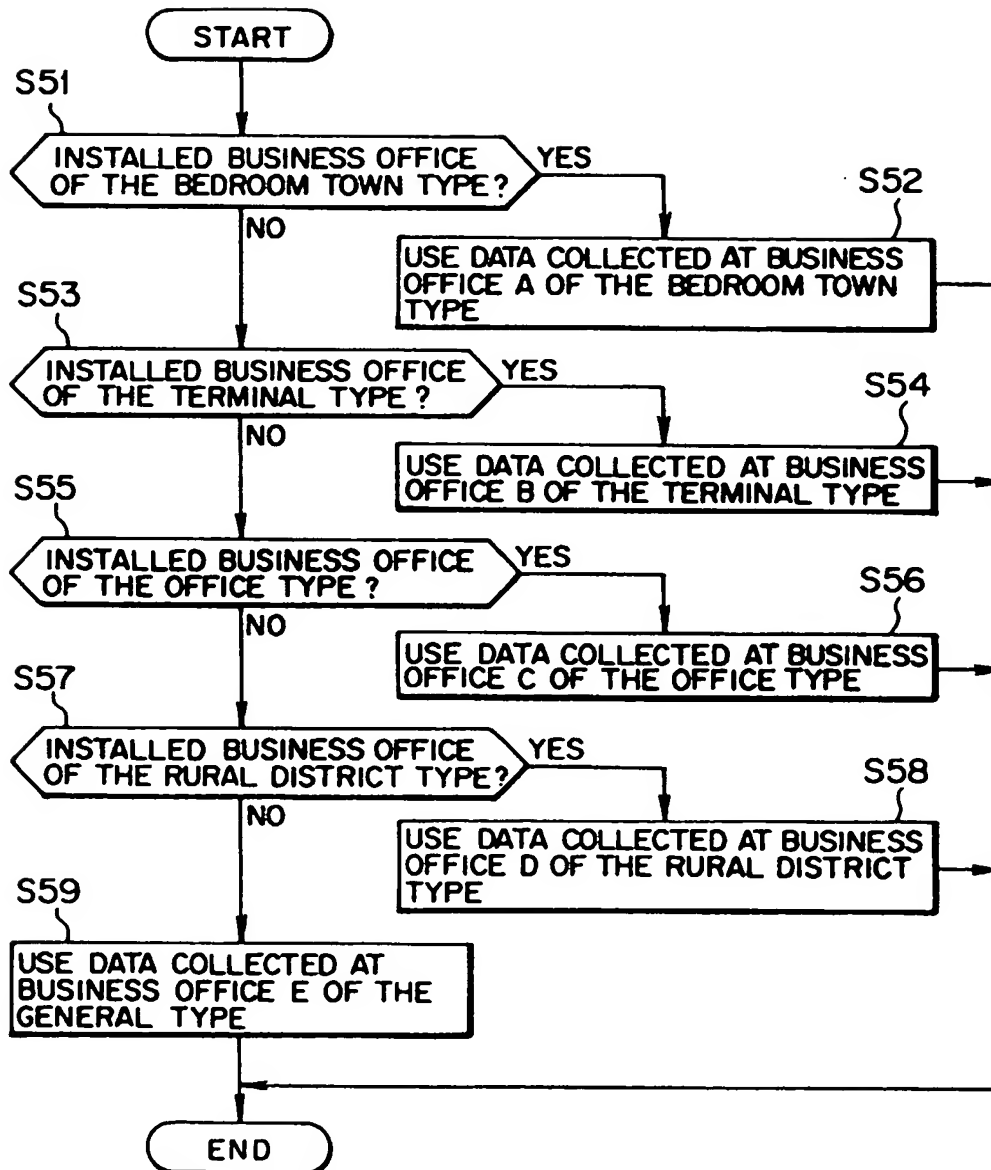 START
S51
INSTALLED BUSINESS OFFICE
OF THE BEDROOM TOWN TYPE?
YES
NO
S52
USE DATA COLLECTED AT BUSINESS
OFFICE A OF THE BEDROOM TOWN
TYPE
S53
INSTALLED BUSINESS OFFICE
OF THE TERMINAL TYPE?
YES
NO
S54
USE DATA COLLECTED AT BUSINESS
OFFICE B OF THE TERMINAL TYPE
S55
INSTALLED BUSINESS OFFICE
OF THE OFFICE TYPE?
YES
NO
S56
USE DATA COLLECTED AT BUSINESS
OFFICE C OF THE OFFICE TYPE
S57
INSTALLED BUSINESS OFFICE
OF THE RURAL DISTRICT TYPE?
YES
NO
S58
USE DATA COLLECTED AT BUSINESS
OFFICE D OF THE RURAL DISTRICT
TYPE
S59
USE DATA COLLECTED AT
BUSINESS OFFICE E OF THE
GENERAL TYPE
END